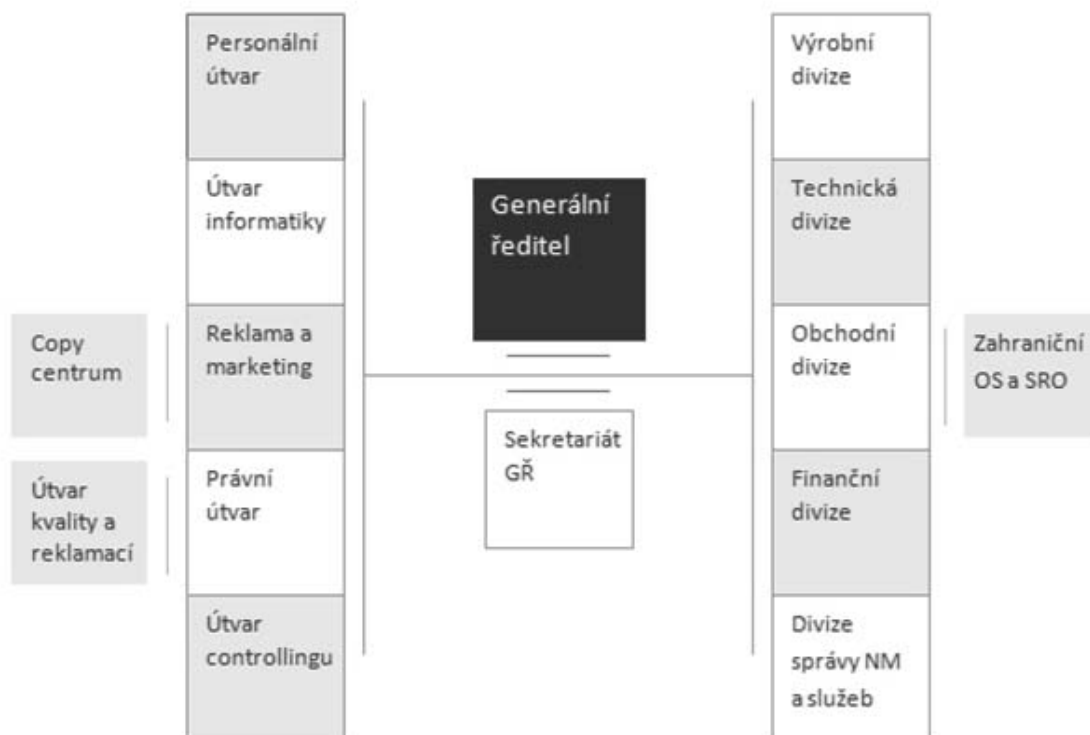 Personální
útvar
Útvar
informatiky
Reklama a
marketing
Právní
útvar
Útvar
controllingu
Copy
centrum
Útvar
kvality a
reklamací
Generální
ředitel
Sekretariát
GŘ
Výrobní
divize
Technická
divize
Obchodní
divize
Finanční
divize
Divize
správy NM
a služeb
Zahraniční
OS a SRO